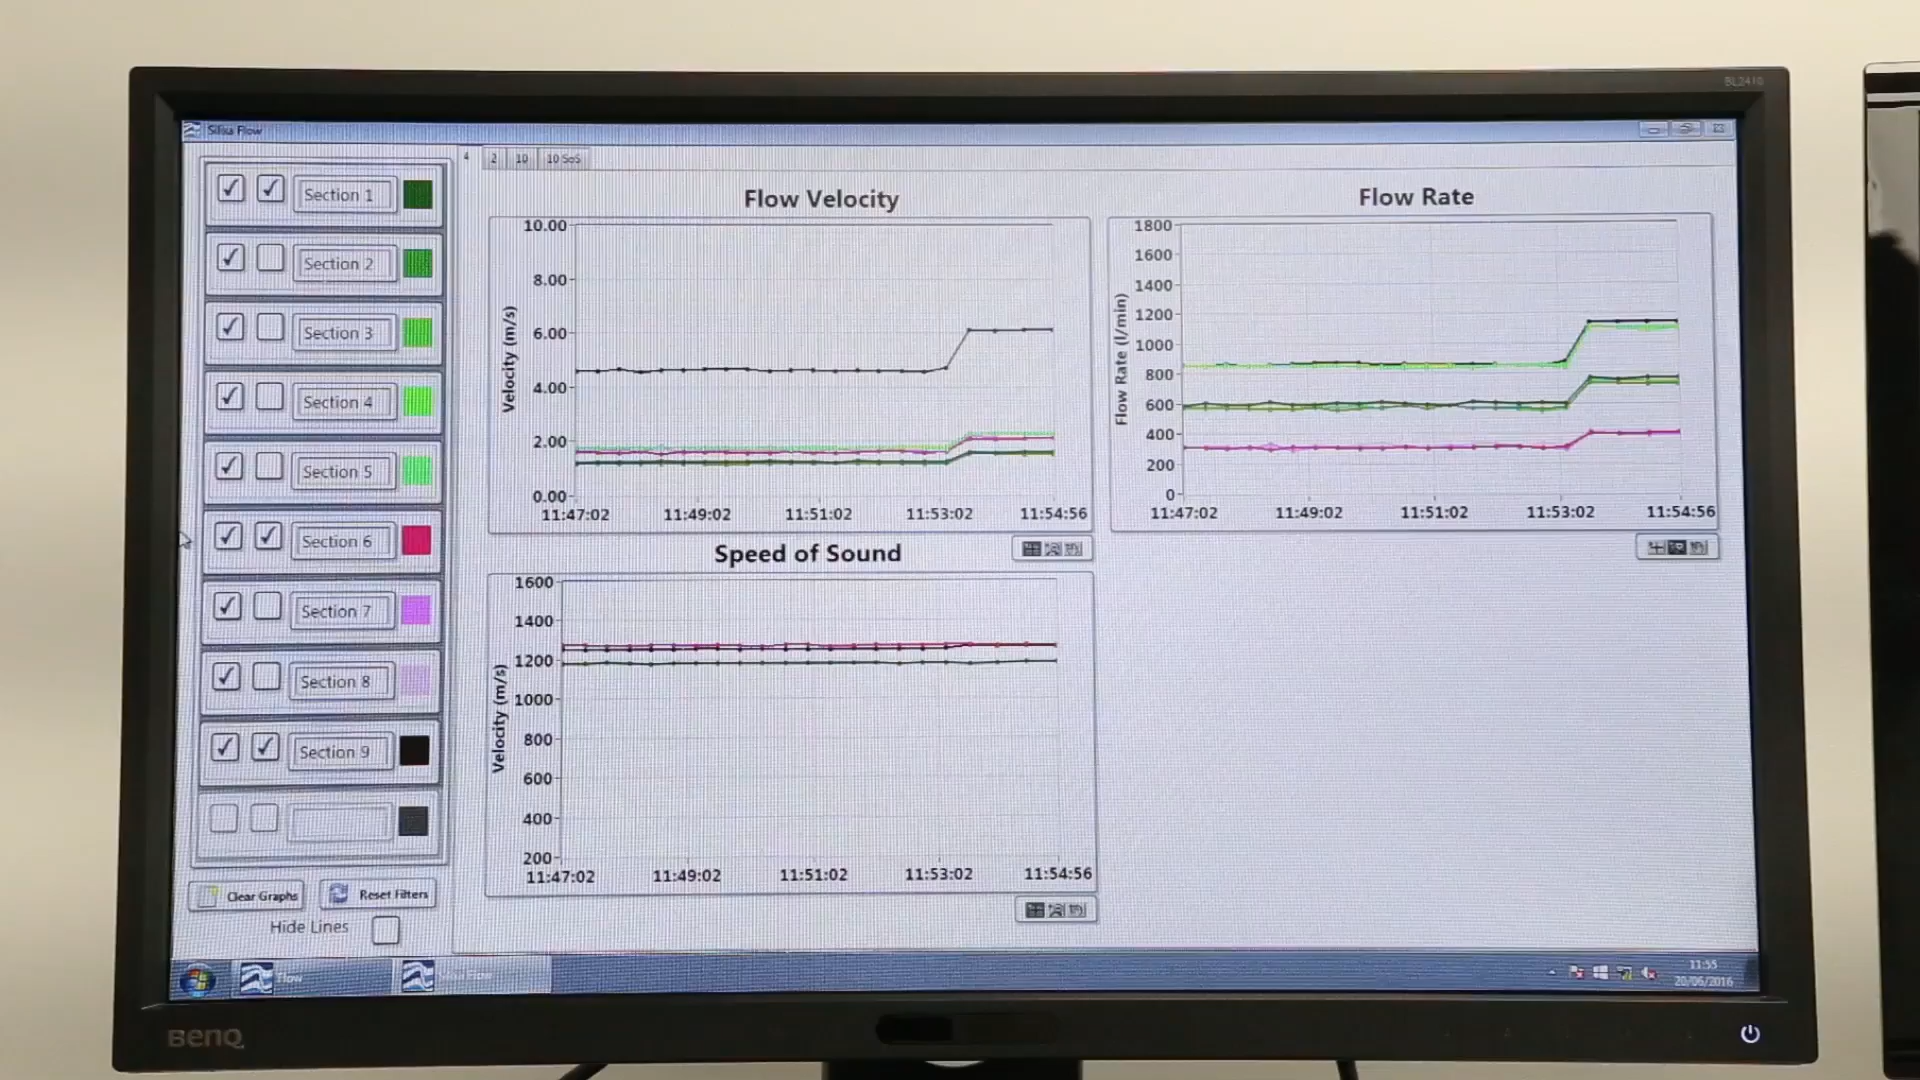 BL2410
Silixa Flow
4 2 10 10 SoS
Section 1
Section 2
Section 3
Section 4
Section 5
Section 6
Section 7
Section 8
Section 9
Clear Graphs Reset Filters
Hide Lines
Flow Velocity
Velocity (m/s)
10.00
8.00
6.00
4.00
2.00
0.00
11:47:02 11:49:02 11:51:02 11:53:02 11:54:56
Flow Rate
Flow Rate (l/min)
1800
1600
1400
1200
1000
800
600
400
200
0
11:47:02 11:49:02 11:51:02 11:53:02 11:54:56
Speed of Sound
Velocity (m/s)
1600
1400
1200
1000
800
600
400
200
11:47:02 11:49:02 11:51:02 11:53:02 11:54:56
Flow Silixa Flow
11:55
20/06/2016
BenQ